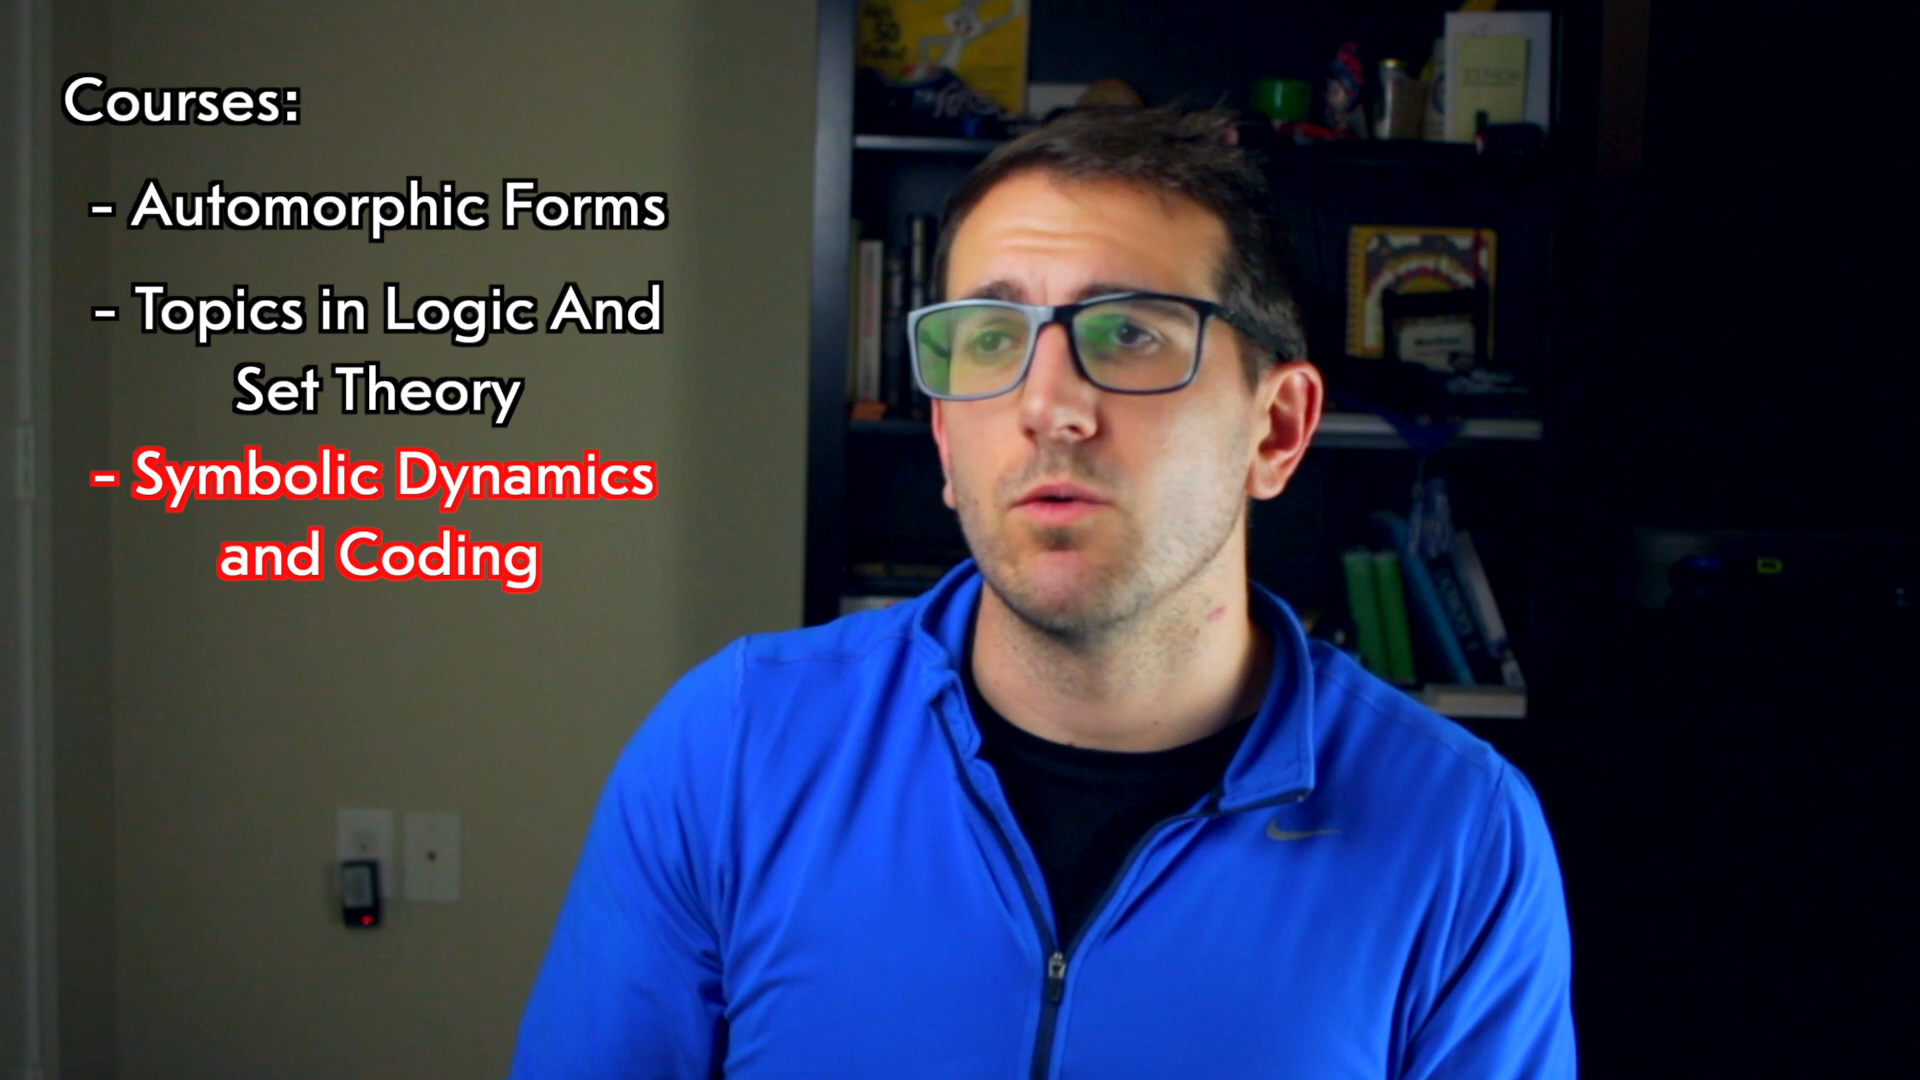 Courses:
- Automorphic Forms
- Topics in Logic And
Set Theory
- Symbolic Dynamics
and Coding